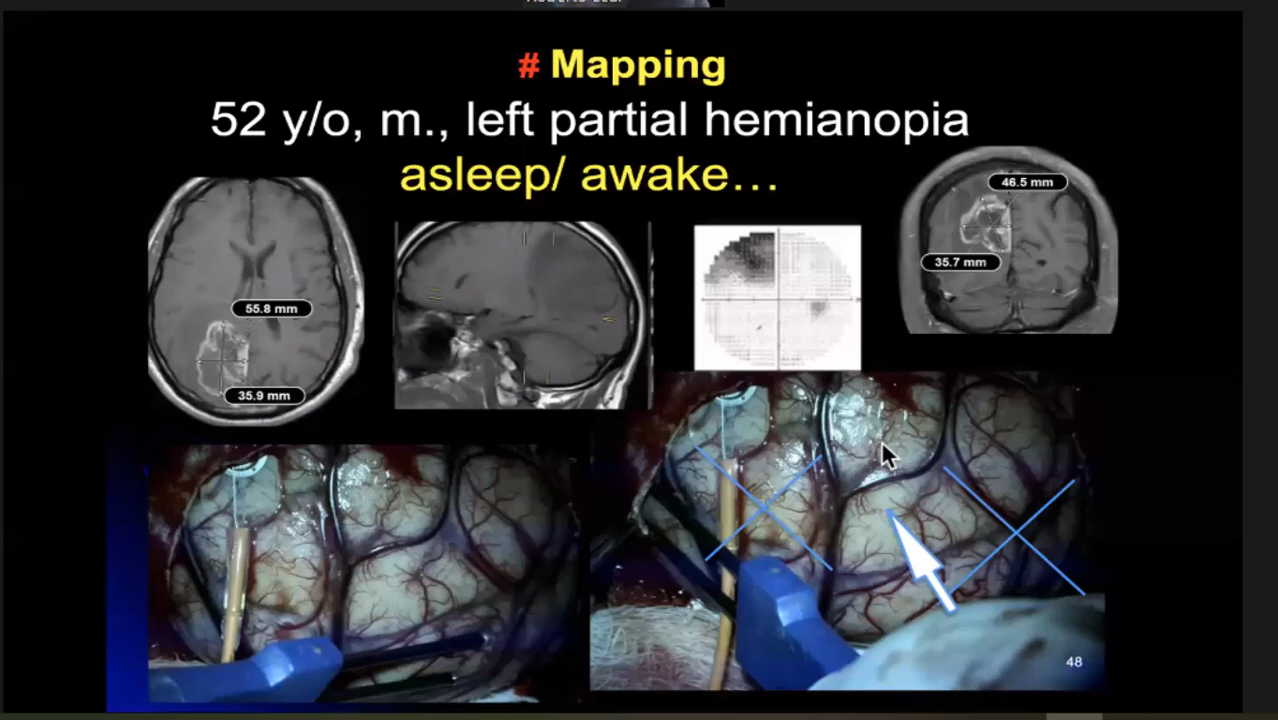 # Mapping
52 y/o, m., left partial hemianopia
asleep/ awake…
46.5 mm
35.7 mm
55.8 mm
35.9 mm
48